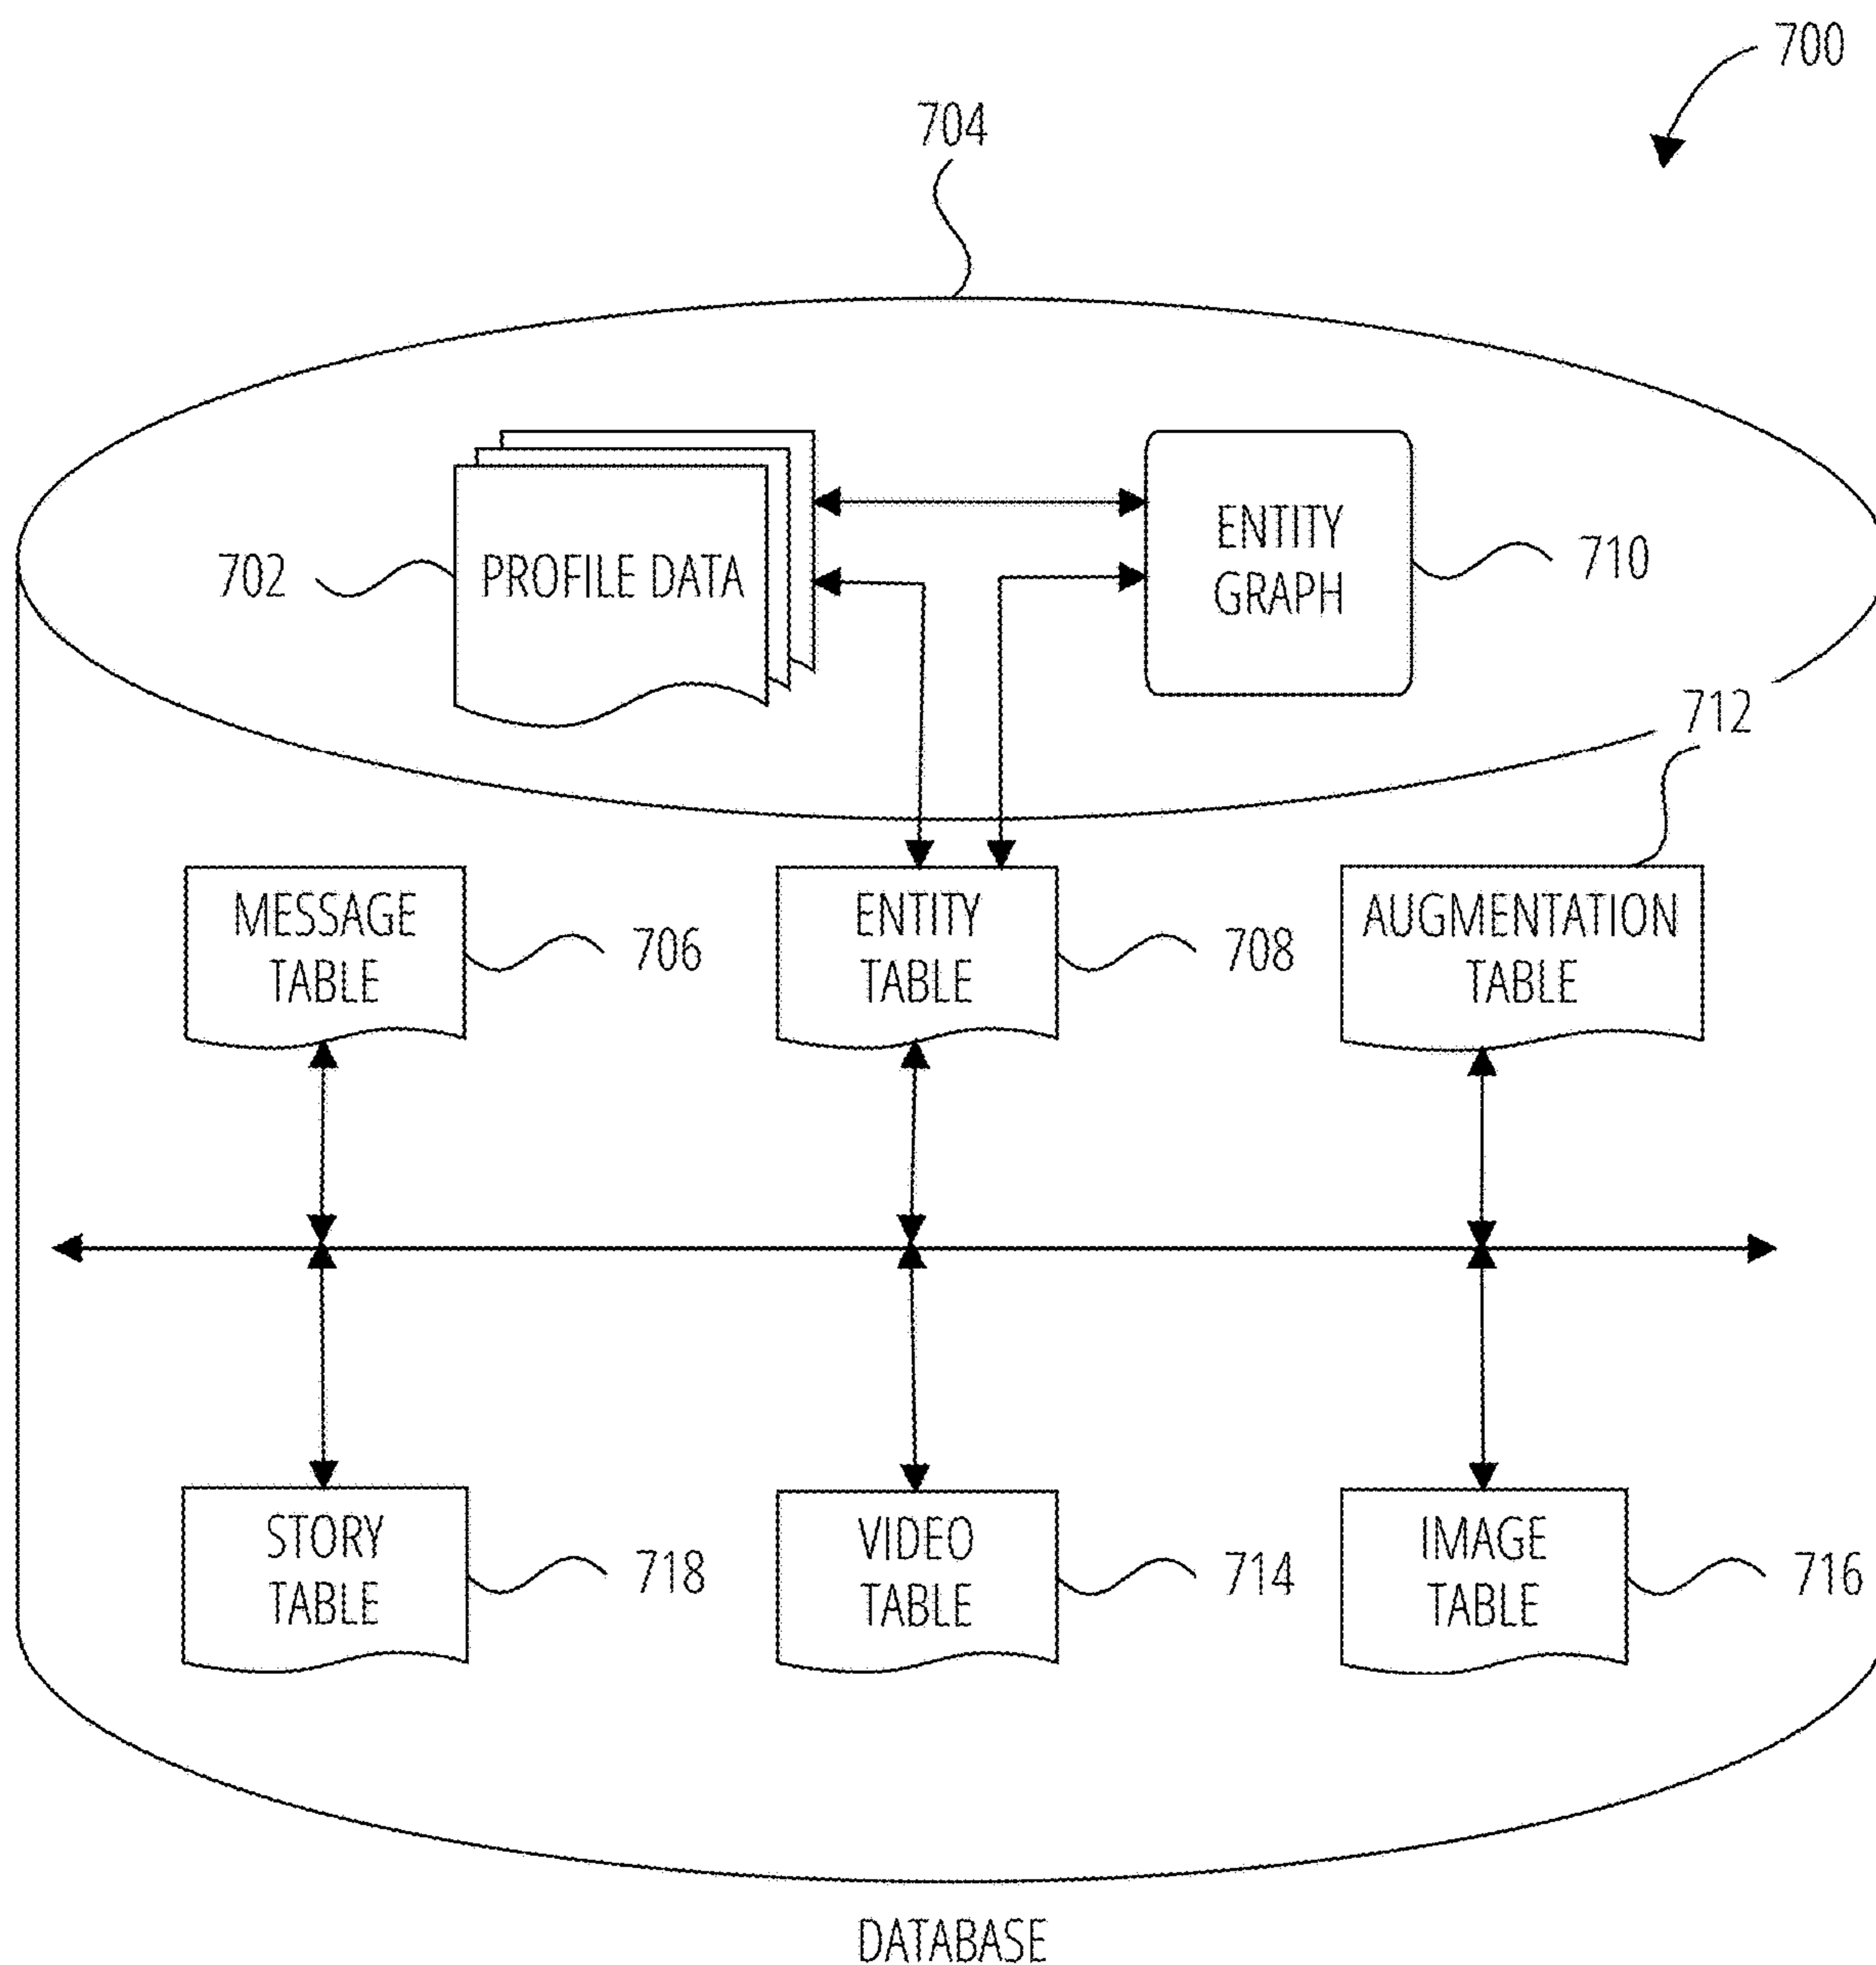 700
704
702
PROFILE DATA
ENTITY
GRAPH
710
712
MESSAGE
TABLE
706
ENTITY
TABLE
708
AUGMENTATION
TABLE
STORY
TABLE
718
VIDEO
TABLE
714
IMAGE
TABLE
716
DATABASE